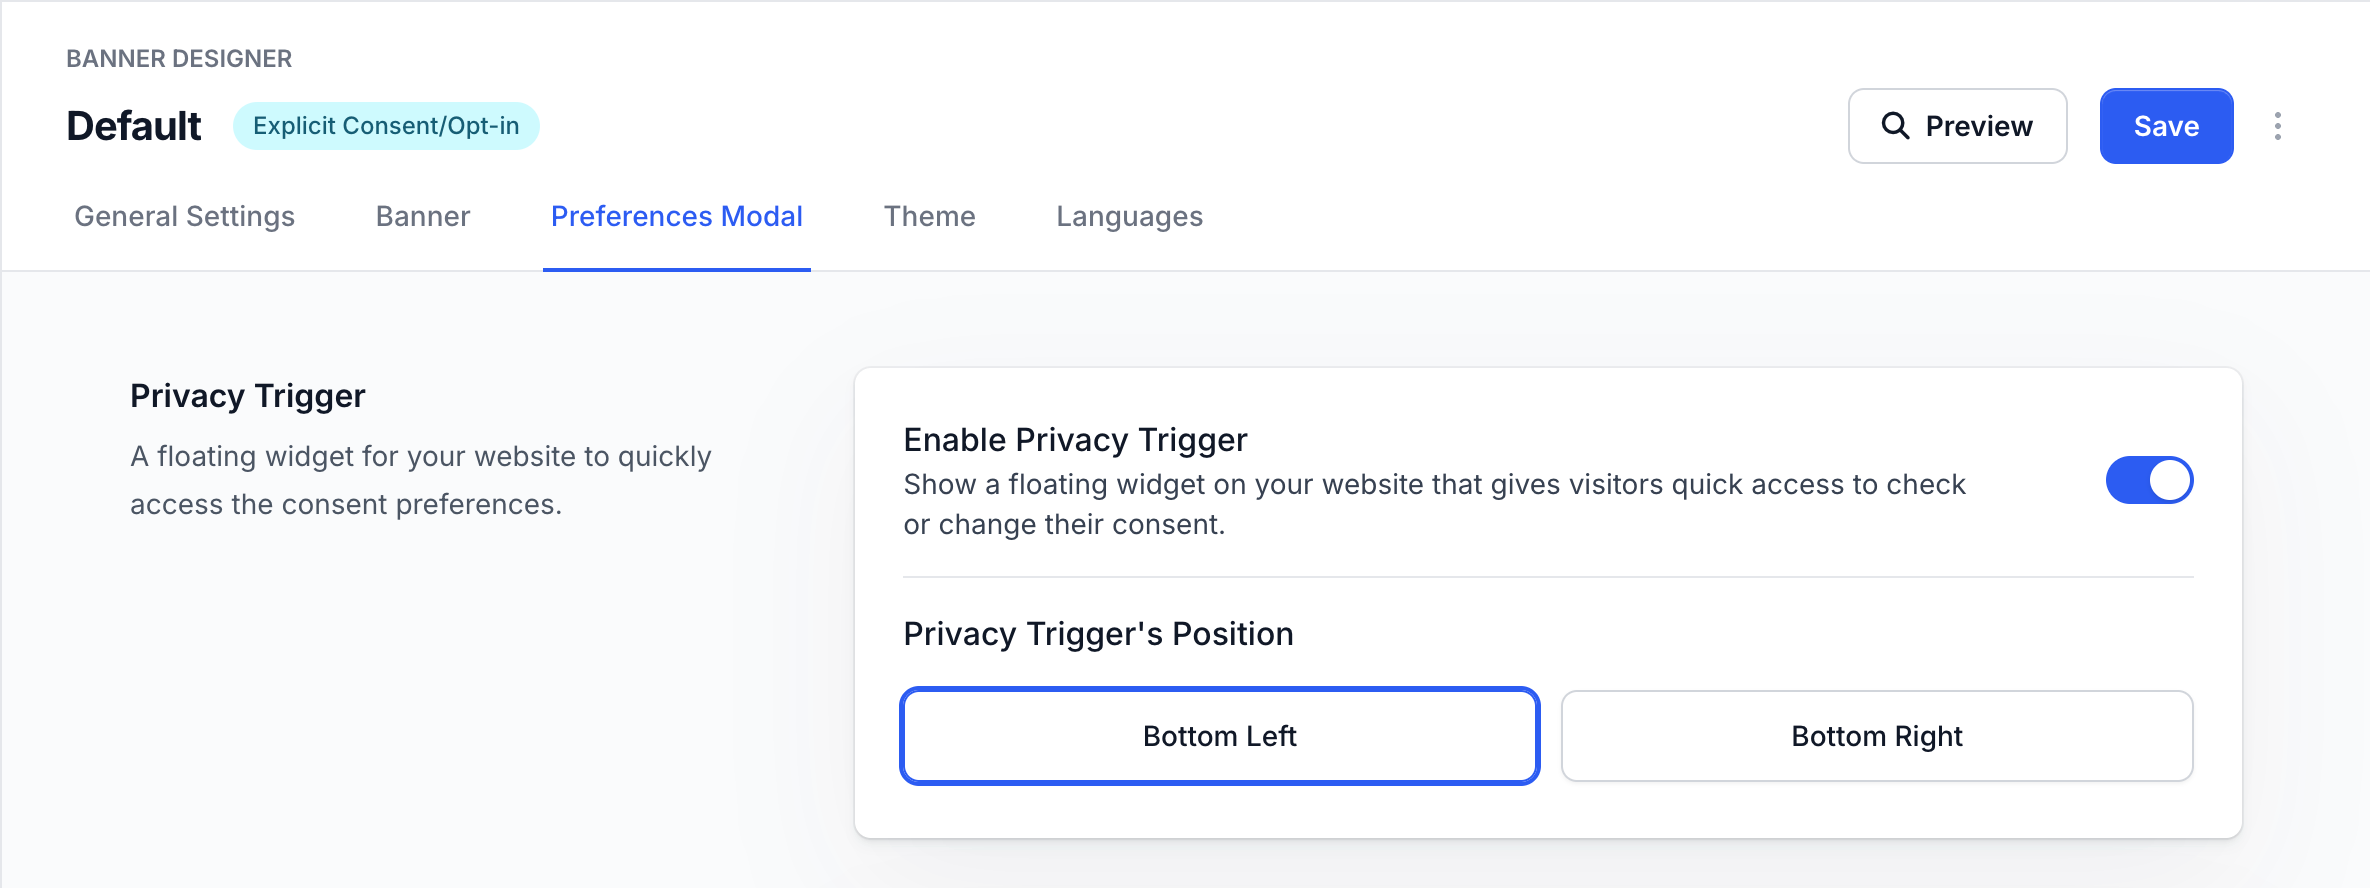 BANNER DESIGNER
Default
Explicit Consent/Opt-in
Preview
Save
General Settings
Banner
Preferences Modal
Theme
Languages
Privacy Trigger
A floating widget for your website to quickly
access the consent preferences.
Enable Privacy Trigger
Show a floating widget on your website that gives visitors quick access to check
or change their consent.
Privacy Trigger's Position
Bottom Left
Bottom Right